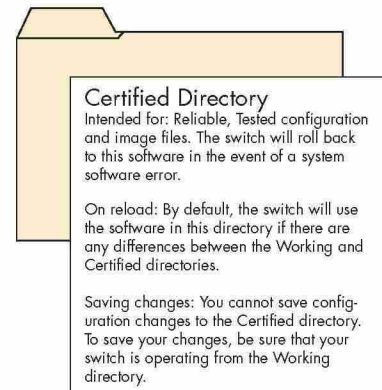 Certified Directory
Intended for: Reliable, Tested configuration
and image files. The switch will roll back
to this software in the event of a system
software error.
On reload: By default, the switch will use
the software in this directory if there are
any differences between the Working and
Certified directories.
Saving changes: You cannot save config-
uration changes to the Certified directory.
To save your changes, be sure that your
switch is operating from the Working
directory.